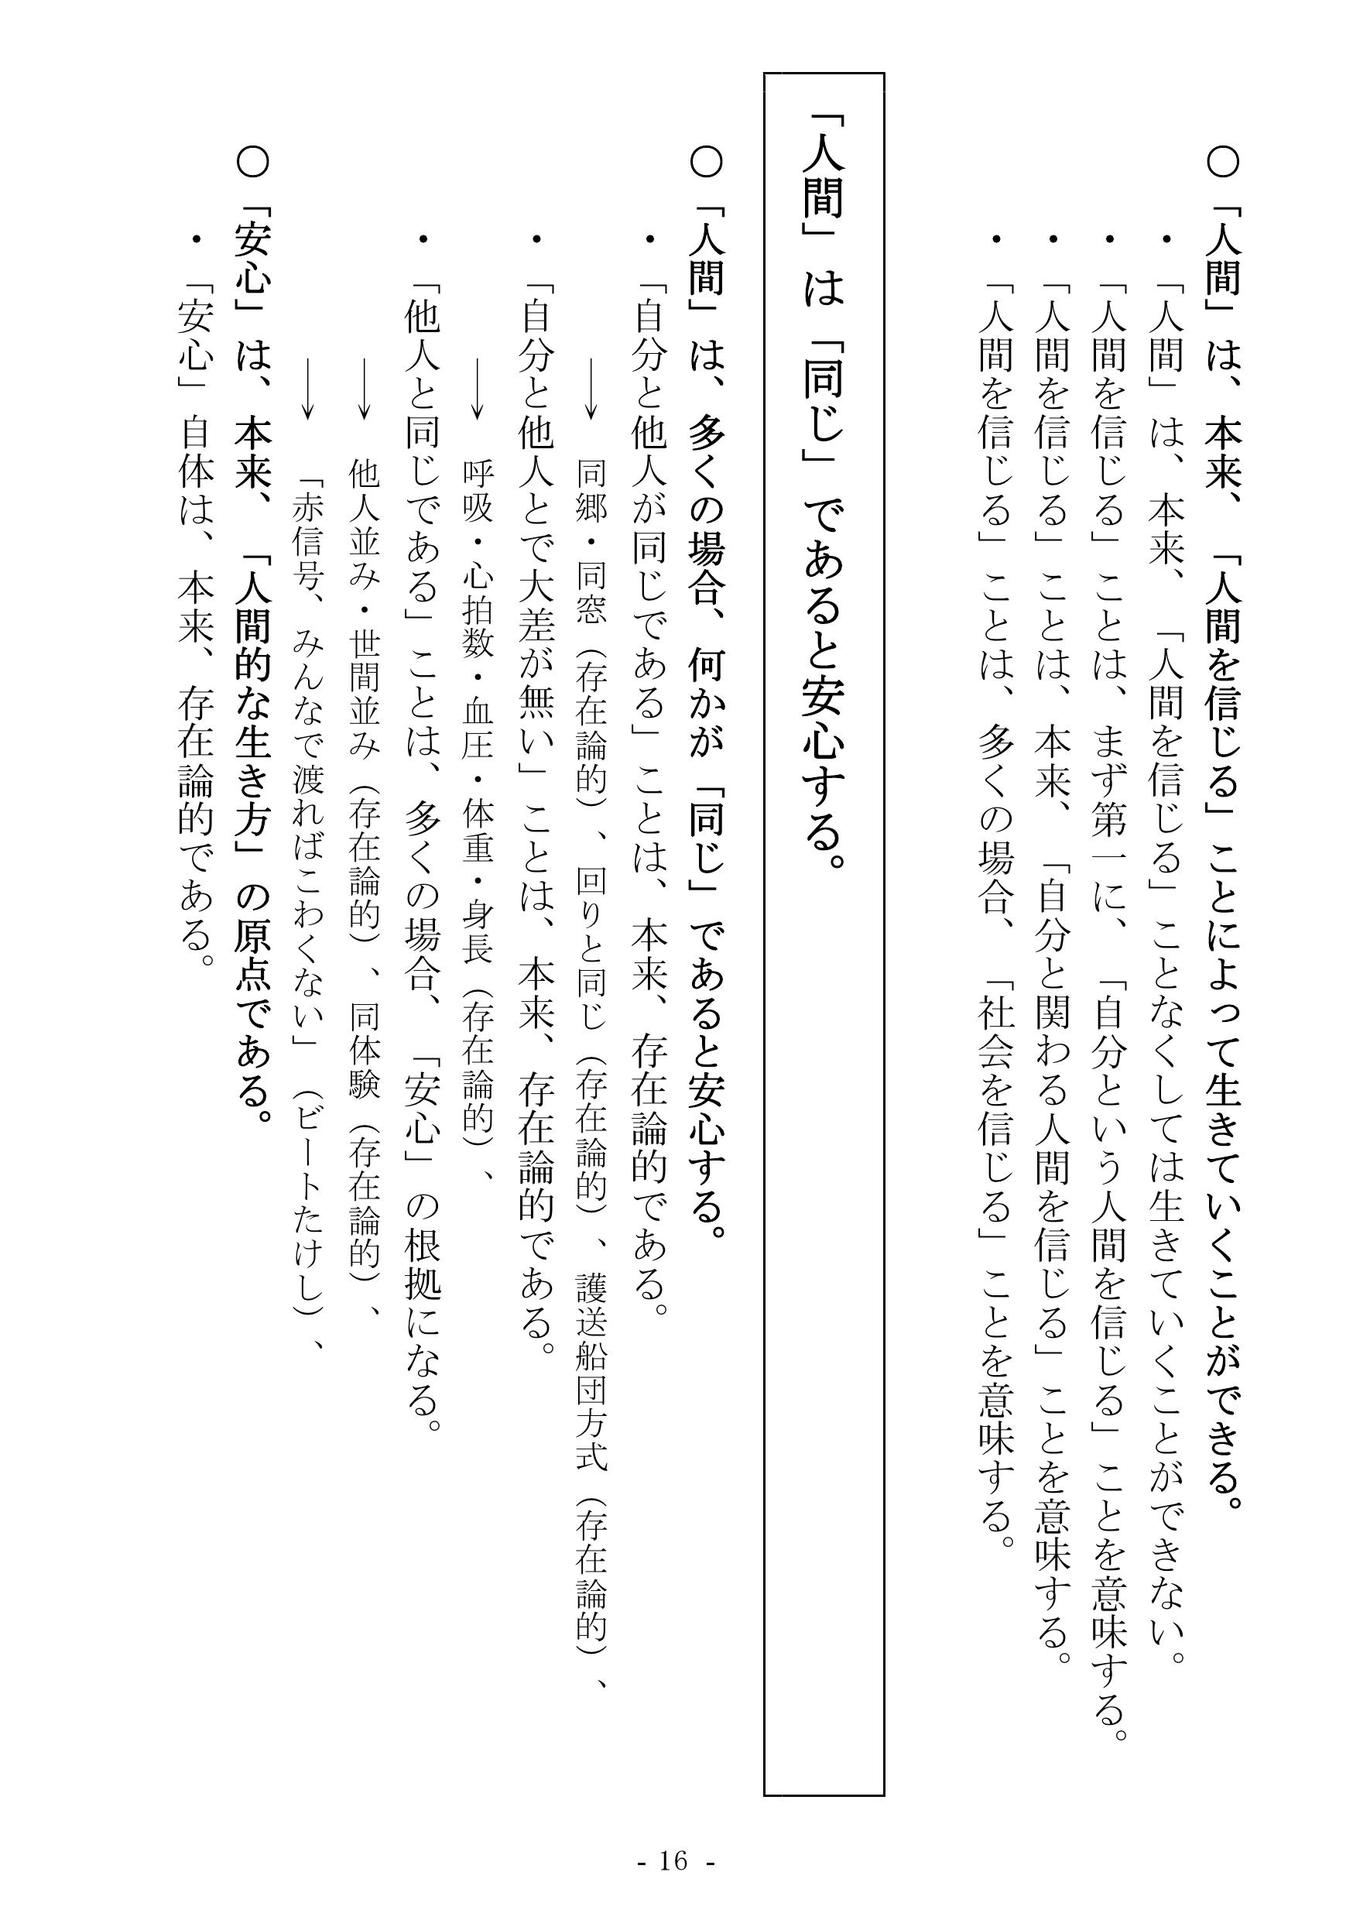 ○「人間」は、本来、「人間を信じる」ことによって生きていくことができる。
・「人間」は、本来、「人間を信じる」ことなくしては生きていくことができない。
・「人間を信じる」ことは、まず第一に、「自分という人間を信じる」ことを意味する。
・「人間を信じる」ことは、本来、「自分と関わる人間を信じる」ことを意味する。
・「人間を信じる」ことは、多くの場合、「社会を信じる」ことを意味する。
「人間」は「同じ」であると安心する。
○「人間」は、多くの場合、何かが「同じ」であると安心する。
・「自分と他人が同じである」ことは、本来、存在論的である。
→ 同郷・同窓（存在論的）、回りと同じ（存在論的）、護送船団方式（存在論的）、
・「自分と他人とで大差が無い」ことは、本来、存在論的である。
→ 呼吸・心拍数・血圧・体重・身長（存在論的）、
・「他人と同じである」ことは、多くの場合、「安心」の根拠になる。
→ 他人並み・世間並み（存在論的）、同体験（存在論的）、
→ 「赤信号、みんなで渡ればこわくない」（ビートたけし）、
○「安心」は、本来、「人間的な生き方」の原点である。
・「安心」自体は、本来、存在論的である。
- 16 -